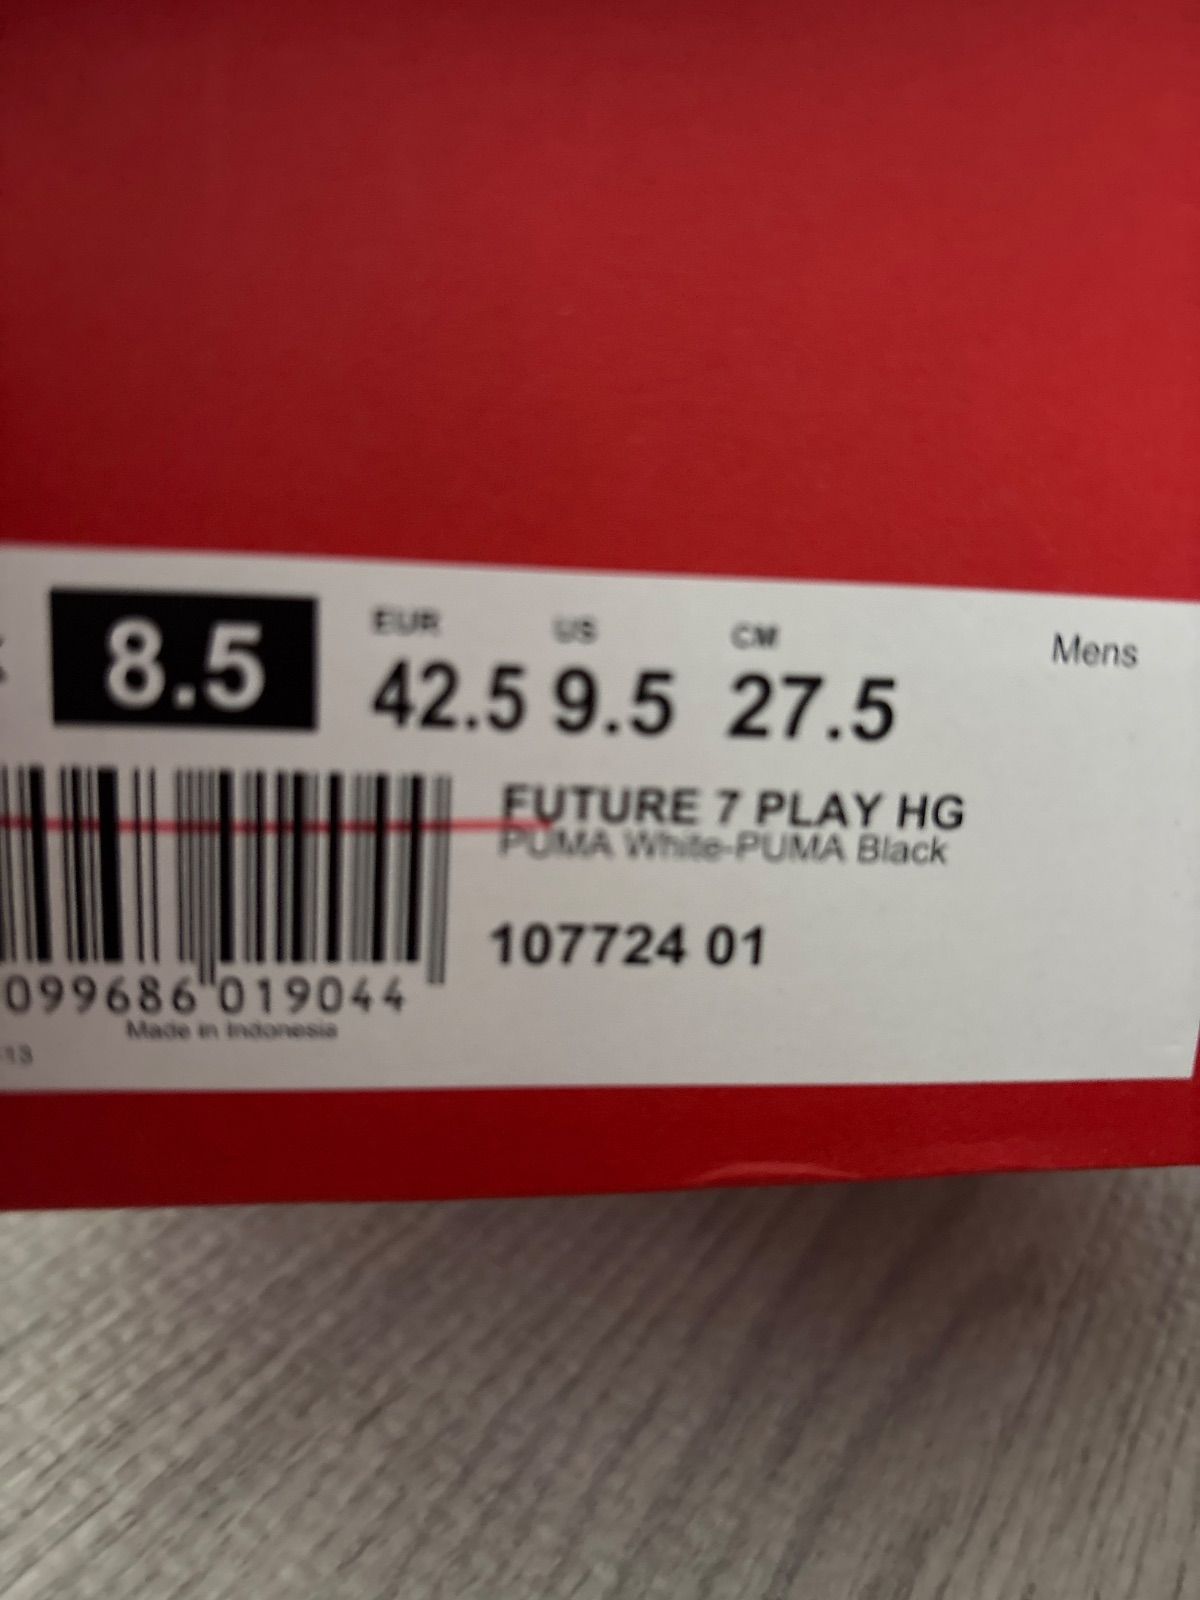 8.5
EUR US CM
42.5 9.5 27.5
Mens
FUTURE 7 PLAY HG
PUMA White-PUMA Black
107724 01
099686 019044
Made in Indonesia
13